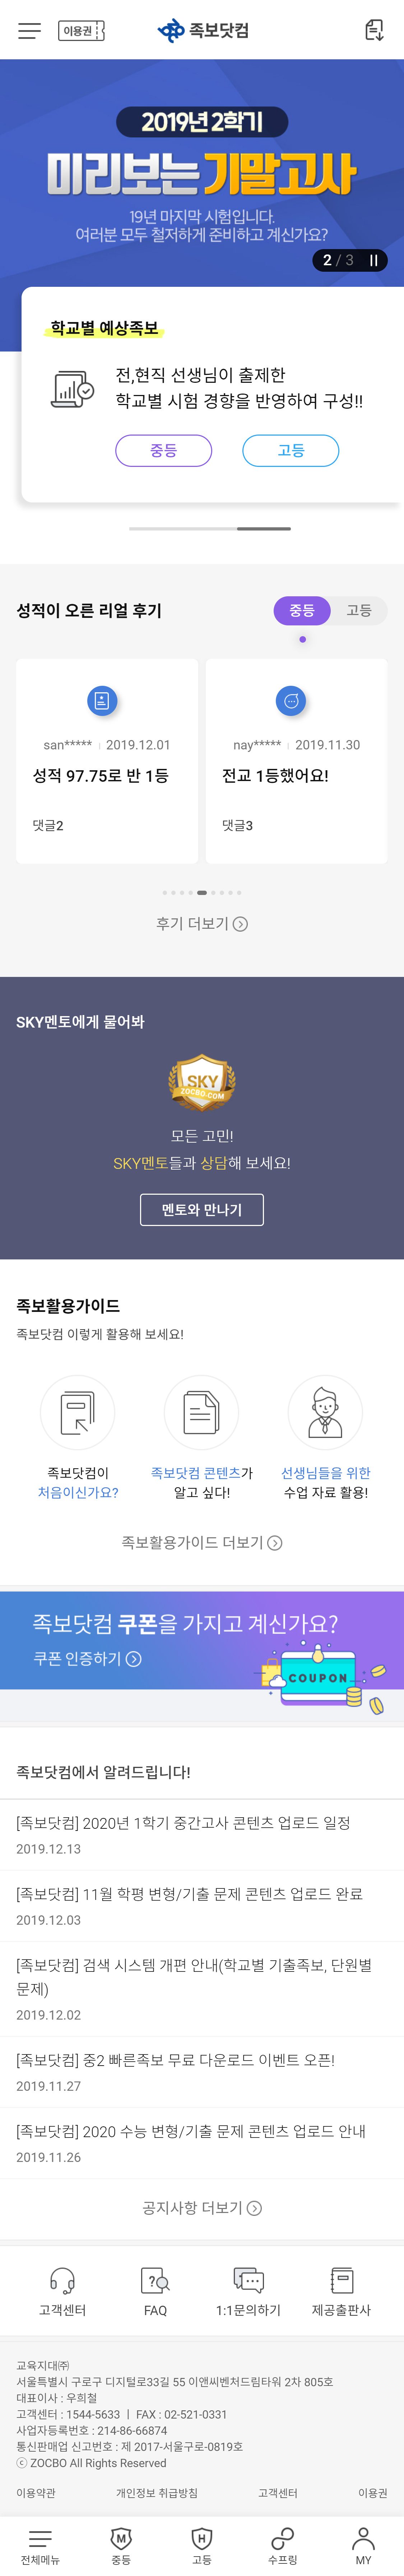 이용권
족보닷컴
2019년 2학기
미리보는 기말고사
19년 마지막 시험입니다.
여러분 모두 철저하게 준비하고 계신가요?
2 / 3
학교별 예상족보
전,현직 선생님이 출제한
학교별 시험 경향을 반영하여 구성!!
중등 고등
성적이 오른 리얼 후기 중등 고등
san***** | 2019.12.01
성적 97.75로 반 1등
댓글2
nay***** | 2019.11.30
전교 1등했어요!
댓글3
후기 더보기
SKY멘토에게 물어봐
SKY
ZOCBO.COM
모든 고민!
SKY멘토들과 상담해 보세요!
멘토와 만나기
족보활용가이드
족보닷컴 이렇게 활용해 보세요!
족보닷컴이
처음이신가요?
족보닷컴 콘텐츠가
알고 싶다!
선생님들을 위한
수업 자료 활용!
족보활용가이드 더보기
족보닷컴 쿠폰을 가지고 계신가요?
쿠폰 인증하기
COUPON
족보닷컴에서 알려드립니다!
[족보닷컴] 2020년 1학기 중간고사 콘텐츠 업로드 일정
2019.12.13
[족보닷컴] 11월 학평 변형/기출 문제 콘텐츠 업로드 완료
2019.12.03
[족보닷컴] 검색 시스템 개편 안내(학교별 기출족보, 단원별
문제)
2019.12.02
[족보닷컴] 중2 빠른족보 무료 다운로드 이벤트 오픈!
2019.11.27
[족보닷컴] 2020 수능 변형/기출 문제 콘텐츠 업로드 안내
2019.11.26
공지사항 더보기
고객센터 FAQ 1:1문의하기 제공출판사
교육지대㈜
서울특별시 구로구 디지털로33길 55 이앤씨벤처드림타워 2차 805호
대표이사 : 우희철
고객센터 : 1544-5633 | FAX : 02-521-0331
사업자등록번호 : 214-86-66874
통신판매업 신고번호 : 제 2017-서울구로-0819호
ⓒ ZOCBO All Rights Reserved
이용약관 개인정보 취급방침 고객센터 이용권
M H
전체메뉴 중등 고등 수프링 MY